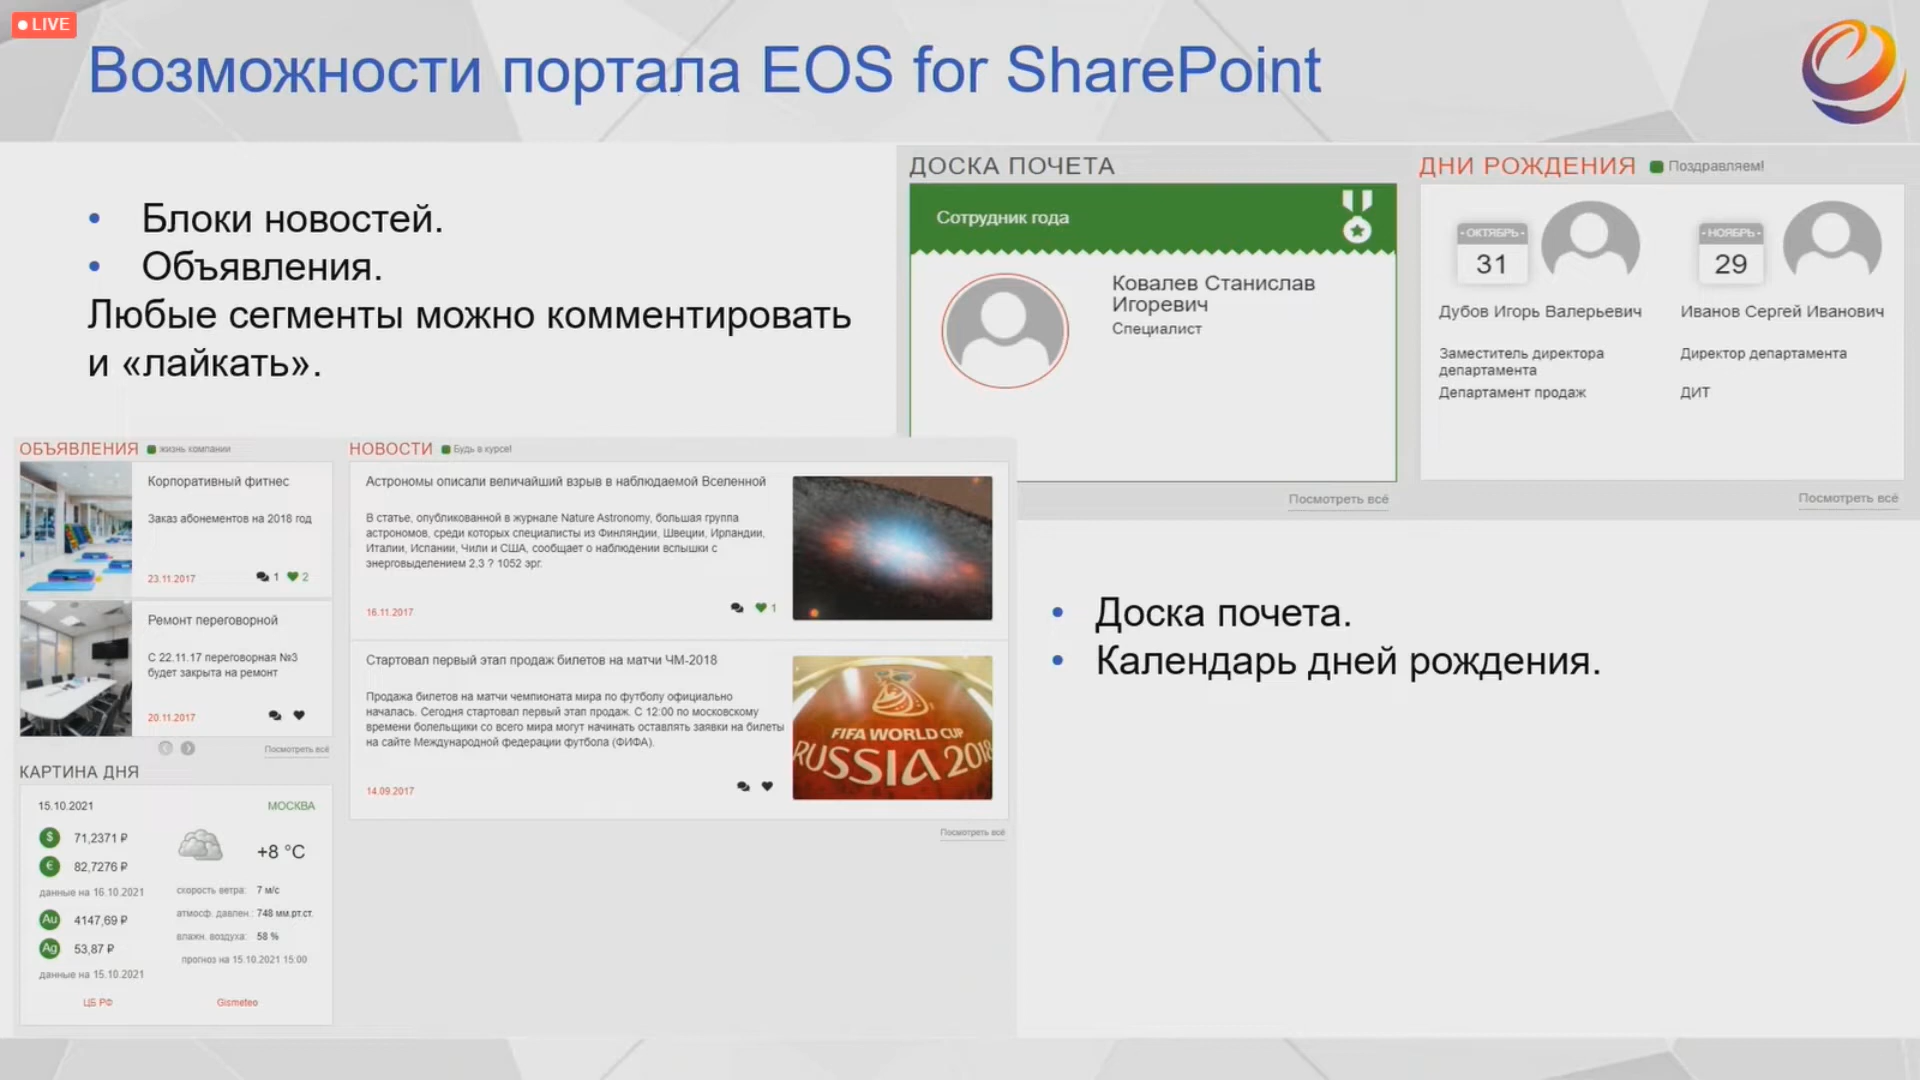 LIVE
Возможности портала EOS for SharePoint
Блоки новостей.
Объявления.
Любые сегменты можно комментировать
и «лайкать».
ДОСКА ПОЧЕТА
Сотрудник года
Ковалев Станислав
Игоревич
Специалист
Посмотреть всё
ДНИ РОЖДЕНИЯ Поздравляем!
ОКТЯБРЬ
31
Дубов Игорь Валерьевич
Заместитель директора
департамента
Департамент продаж
НОЯБРЬ
29
Иванов Сергей Иванович
Директор департамента
ДИТ
Посмотреть всё
ОБЪЯВЛЕНИЯ жизнь компании
Корпоративный фитнес
Заказ абонементов на 2018 год
23.11.2017 1 2
Ремонт переговорной
С 22.11.17 переговорная №3
будет закрыта на ремонт
20.11.2017
Посмотреть всё
НОВОСТИ Будь в курсе!
Астрономы описали величайший взрыв в наблюдаемой Вселенной
В статье, опубликованной в журнале Nature Astronomy, большая группа
астрономов, среди которых специалисты из Финляндии, Швеции, Ирландии,
Италии, Испании, Чили и США, сообщает о наблюдении вспышки с
энерговыделением 2,3 ? 1052 эрг.
16.11.2017 1
Стартовал первый этап продаж билетов на матчи ЧМ-2018
Продажа билетов на матчи чемпионата мира по футболу официально
началась. Сегодня стартовал первый этап продаж. С 12:00 по московскому
времени болельщики со всего мира могут начинать оставлять заявки на билеты
на сайте Международной федерации футбола (ФИФА).
14.09.2017
FIFA WORLD CUP
RUSSIA 2018
Посмотреть всё
КАРТИНА ДНЯ
15.10.2021 МОСКВА
$ 71,2371 ₽
€ 82,7276 ₽
данные на 16.10.2021
Au 4147,69 ₽
Ag 53,87 ₽
данные на 15.10.2021
ЦБ РФ
+8 °C
скорость ветра: 7 м/с
атмосф. давлен.: 748 мм.рт.ст.
влажн. воздуха: 58 %
прогноз на 15.10.2021 15:00
Gismeteo
Доска почета.
Календарь дней рождения.